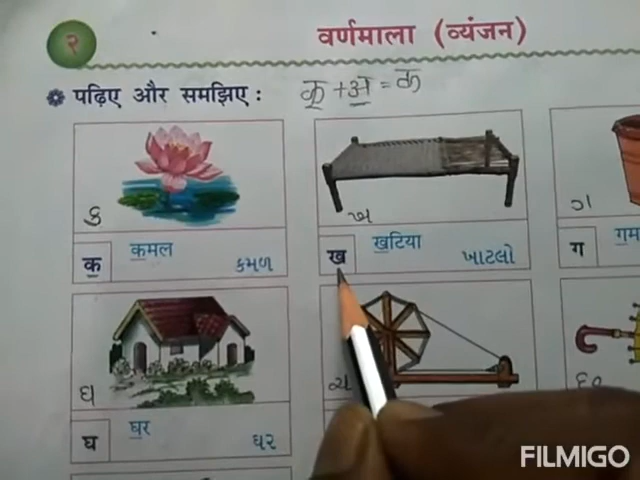 २
वर्णमाला (व्यंजन)
पढ़िए और समझिए :
क् + अ = क
ક
ખ
ગ
क
कमल
કમળ
ख
खटिया
ખાટલો
ग
ઘ
ચ
घ
घर
ઘર
FILMIGO